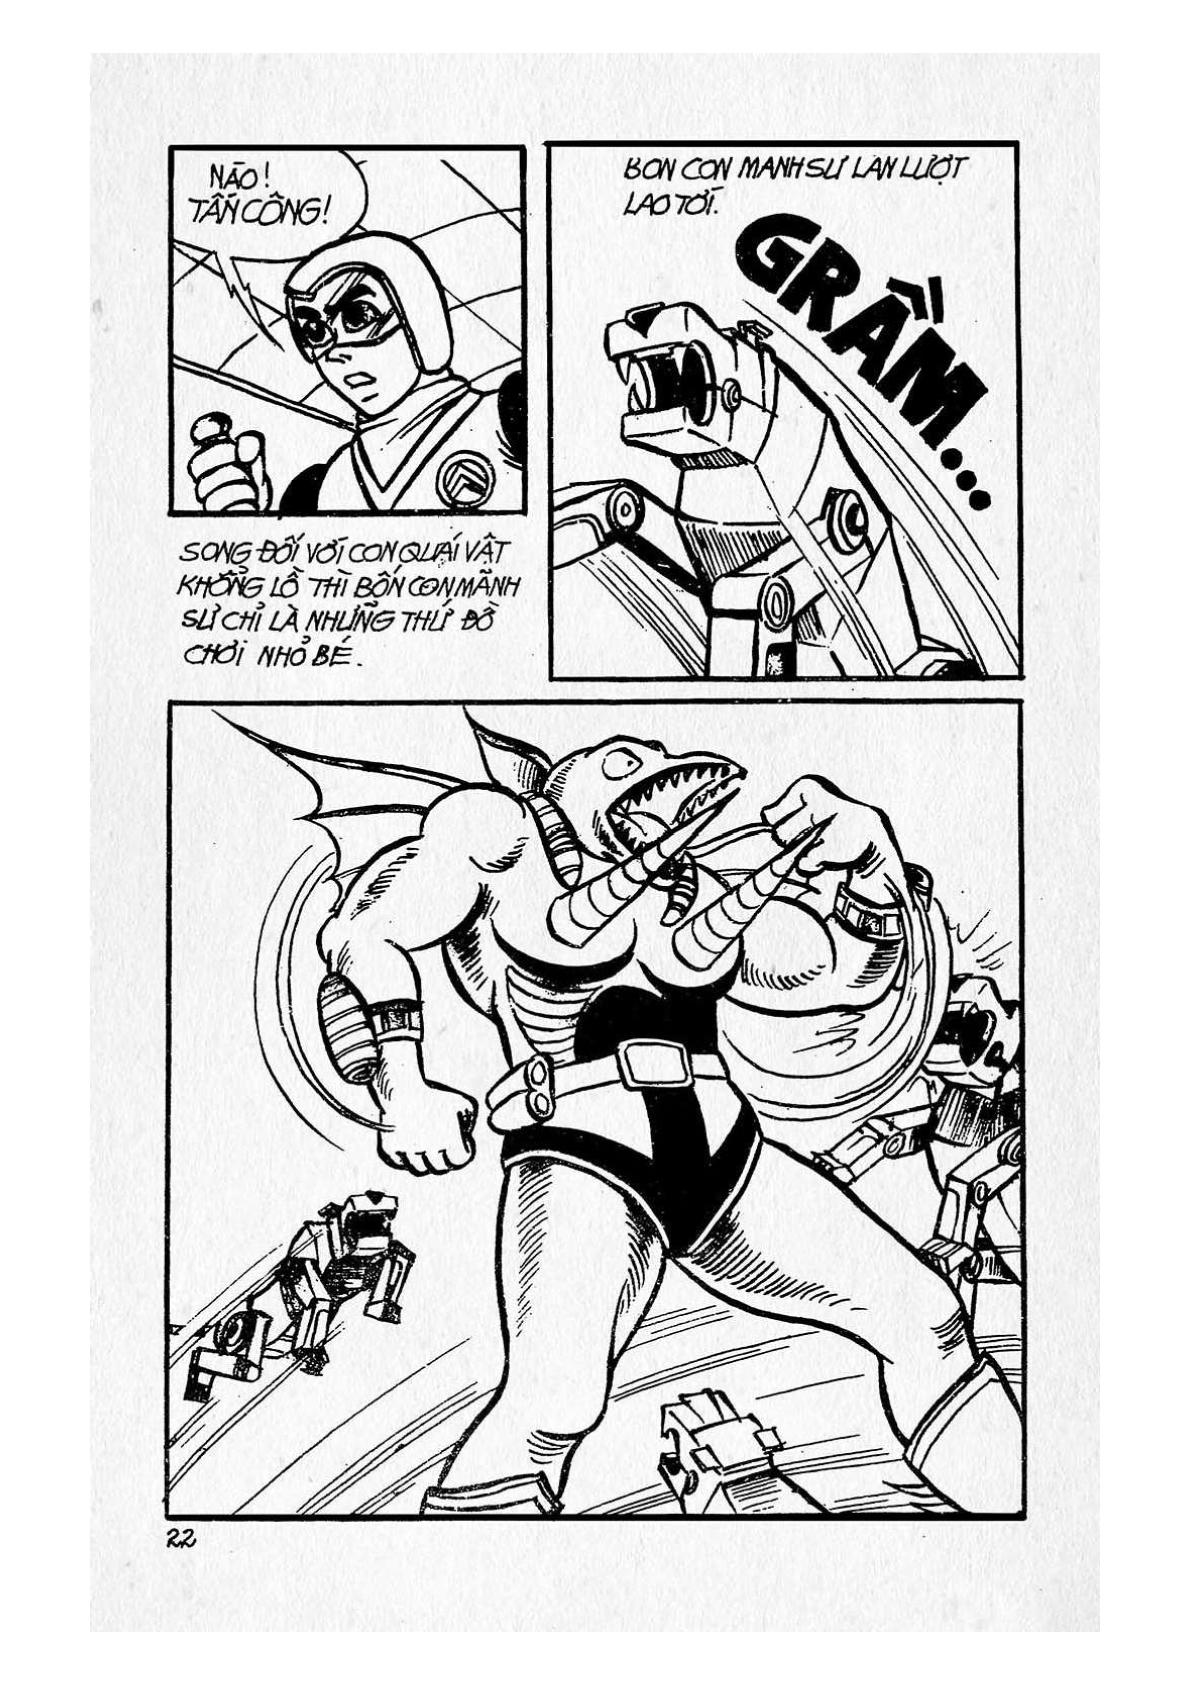 NÀO!
TẤN CÔNG!
BỐN CON MÃNH SƯ LẦN LƯỢT
LAO TỚI.
GRẦM...
SONG ĐỐI VỚI CON QUÁI VẬT
KHỔNG LỒ THÌ BỐN CON MÃNH
SƯ CHỈ LÀ NHỮNG THỨ ĐỒ
CHƠI NHỎ BÉ.
22